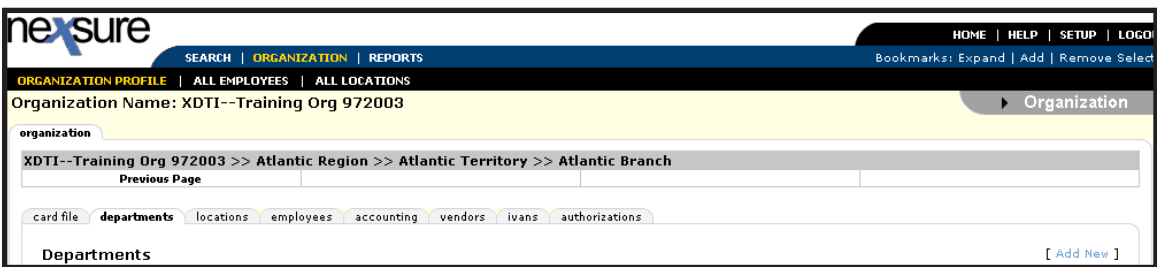 nexsure
HOME | HELP | SETUP | LOGO
SEARCH | ORGANIZATION | REPORTS
Bookmarks: Expand | Add | Remove Select
ORGANIZATION PROFILE | ALL EMPLOYEES | ALL LOCATIONS
Organization Name: XDTI--Training Org 972003
Organization
organization
XDTI--Training Org 972003 >> Atlantic Region >> Atlantic Territory >> Atlantic Branch
Previous Page
card file departments locations employees accounting vendors ivans authorizations
Departments
[ Add New ]